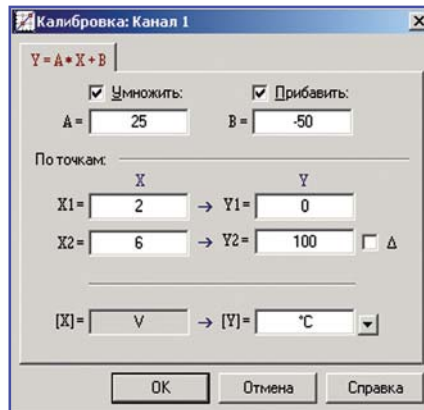 Калибровка: Канал 1
Y=A*X+B
Умножить: Прибавить:
A= 25 B= -50
По точкам:
X Y
X1= 2 → Y1= 0
X2= 6 → Y2= 100 Δ
[X]= V → [Y]= °C
OK Отмена Справка